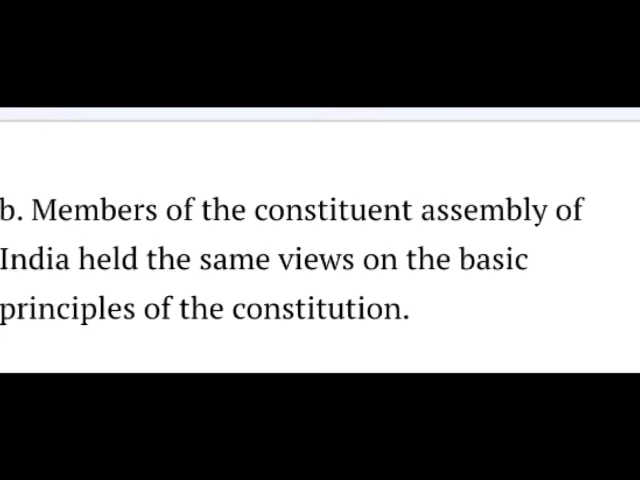 b. Members of the constituent assembly of
India held the same views on the basic
principles of the constitution.